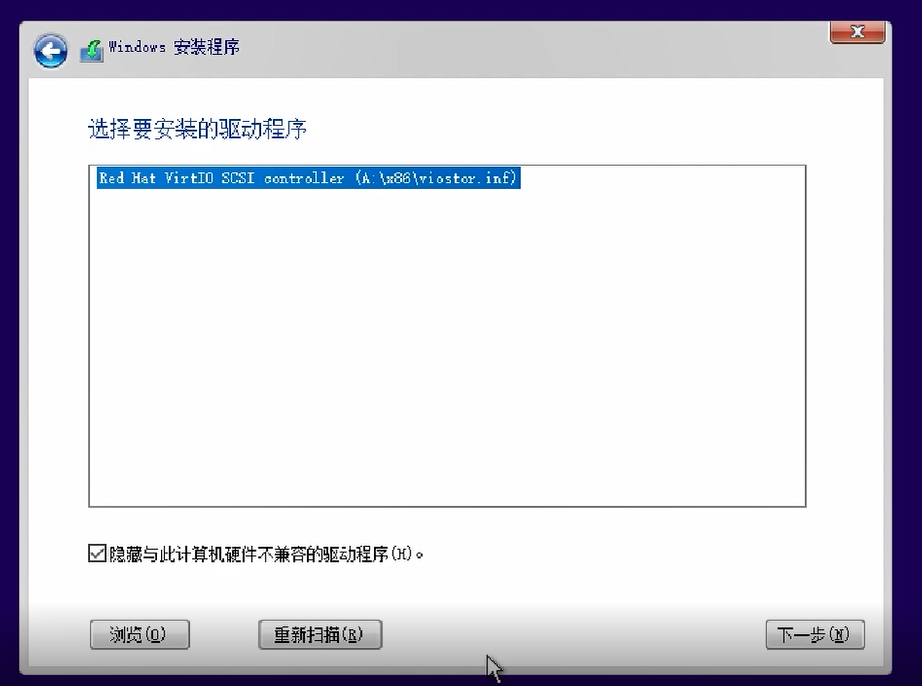 Windows 安装程序
选择要安装的驱动程序
Red Hat VirtIO SCSI controller (A:\x86\viostor.inf)
隐藏与此计算机硬件不兼容的驱动程序(H)。
浏览(O) 重新扫描(R) 下一步(N)